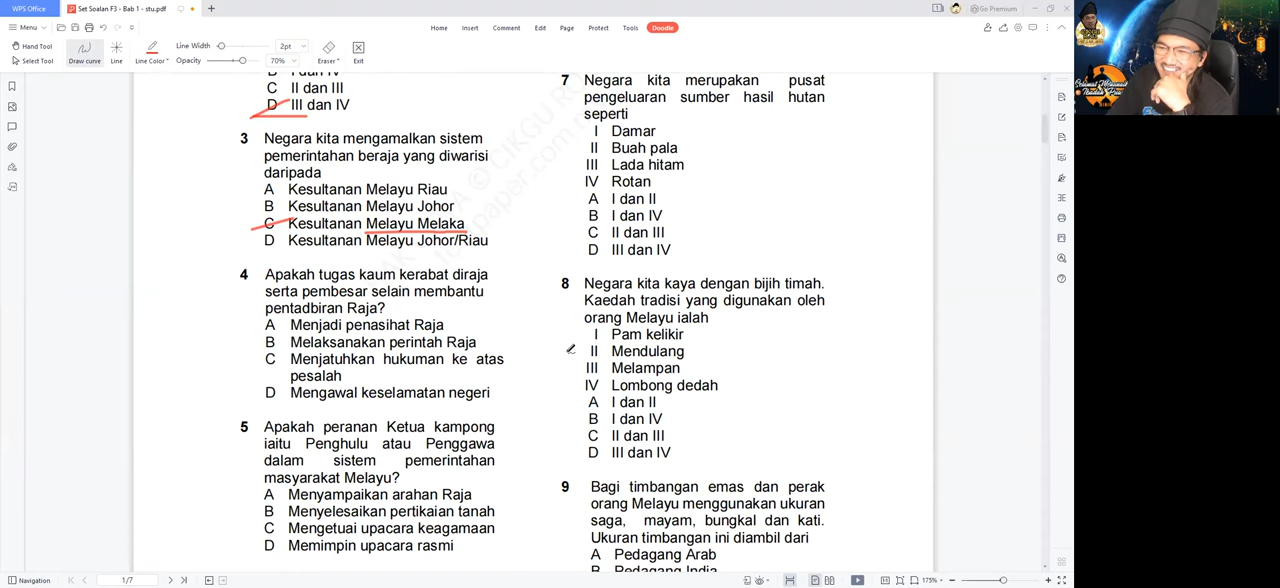 WPS Office
Set Soalan F3 - Bab 1 - stu.pdf
+
Go Premium
Menu
Home
Insert
Comment
Edit
Page
Protect
Tools
Doodle
Hand Tool
Select Tool
Draw curve
Line
Line Color
Line Width
2pt
Opacity
70%
Eraser
Exit
B I dan IV
C II dan III
D III dan IV
3 Negara kita mengamalkan sistem
pemerintahan beraja yang diwarisi
daripada
A Kesultanan Melayu Riau
B Kesultanan Melayu Johor
C Kesultanan Melayu Melaka
D Kesultanan Melayu Johor/Riau
4 Apakah tugas kaum kerabat diraja
serta pembesar selain membantu
pentadbiran Raja?
A Menjadi penasihat Raja
B Melaksanakan perintah Raja
C Menjatuhkan hukuman ke atas
pesalah
D Mengawal keselamatan negeri
5 Apakah peranan Ketua kampong
iaitu Penghulu atau Penggawa
dalam sistem pemerintahan
masyarakat Melayu?
A Menyampaikan arahan Raja
B Menyelesaikan pertikaian tanah
C Mengetuai upacara keagamaan
D Memimpin upacara rasmi
7 Negara kita merupakan pusat
pengeluaran sumber hasil hutan
seperti
I Damar
II Buah pala
III Lada hitam
IV Rotan
A I dan II
B I dan IV
C II dan III
D III dan IV
8 Negara kita kaya dengan bijih timah.
Kaedah tradisi yang digunakan oleh
orang Melayu ialah
I Pam kelikir
II Mendulang
III Melampan
IV Lombong dedah
A I dan II
B I dan IV
C II dan III
D III dan IV
9 Bagi timbangan emas dan perak
orang Melayu menggunakan ukuran
saga, mayam, bungkal dan kati.
Ukuran timbangan ini diambil dari
A Pedagang Arab
B Pedagang India
Navigation
1/7
175%